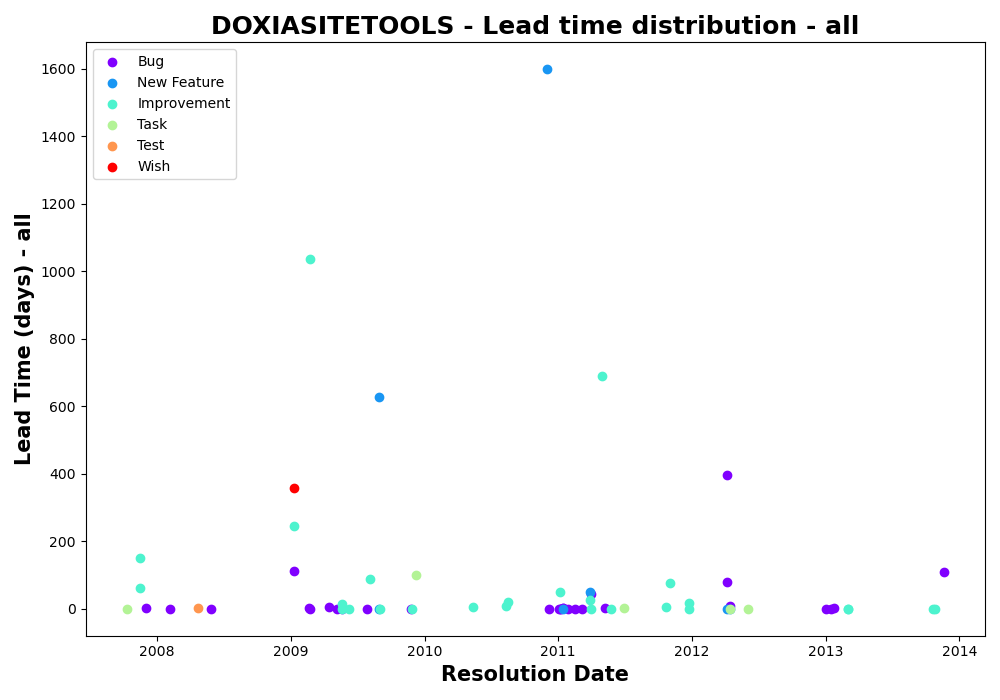 DOXIASITETOOLS - Lead time distribution - all
Bug
New Feature
Improvement
Task
Test
Wish
1600
1400
1200
1000
800
600
400
200
0
Lead Time (days) - all
2008 2009 2010 2011 2012 2013 2014
Resolution Date